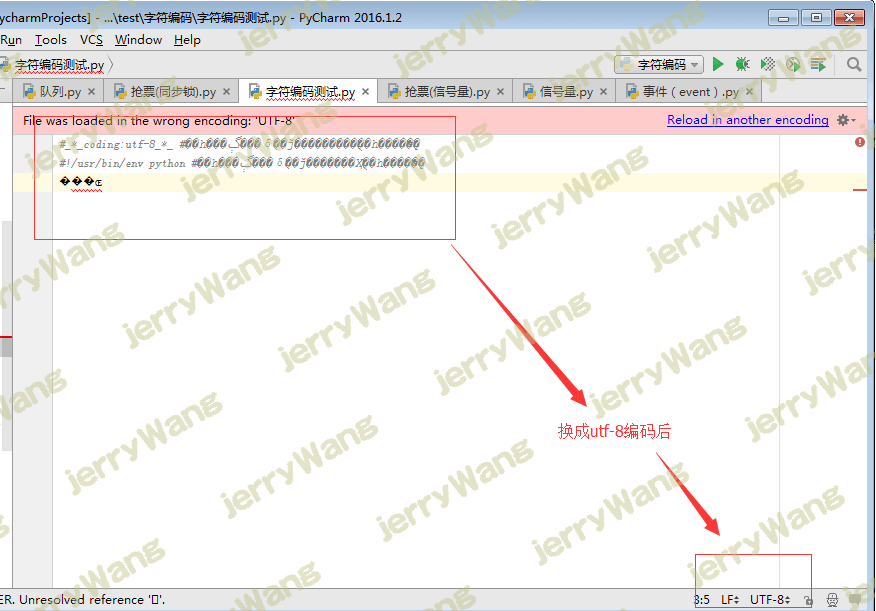 ycharmProjects] - ...\test\字符编码\字符编码测试.py - PyCharm 2016.1.2
Run Tools VCS Window Help
字符编码测试.py 字符编码
队列.py 抢票(同步锁).py 字符编码测试.py 抢票(信号量).py 信号量.py 事件（event）.py
File was loaded in the wrong encoding: 'UTF-8' Reload in another encoding
#_*_coding:utf-8_*_ #
#!/usr/bin/env python #
换成utf-8编码后
ER. Unresolved reference '▯'. 3:5 LF UTF-8
jerryWang